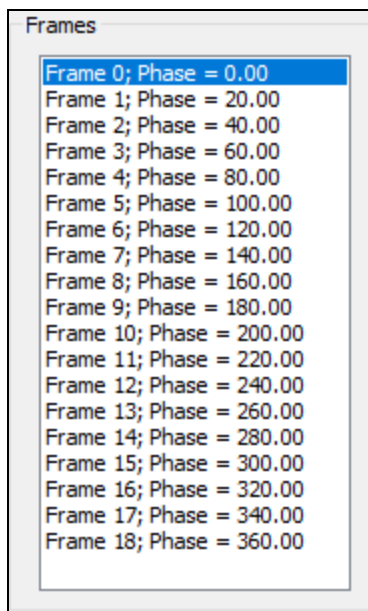 Frames
Frame 0; Phase = 0.00
Frame 1; Phase = 20.00
Frame 2; Phase = 40.00
Frame 3; Phase = 60.00
Frame 4; Phase = 80.00
Frame 5; Phase = 100.00
Frame 6; Phase = 120.00
Frame 7; Phase = 140.00
Frame 8; Phase = 160.00
Frame 9; Phase = 180.00
Frame 10; Phase = 200.00
Frame 11; Phase = 220.00
Frame 12; Phase = 240.00
Frame 13; Phase = 260.00
Frame 14; Phase = 280.00
Frame 15; Phase = 300.00
Frame 16; Phase = 320.00
Frame 17; Phase = 340.00
Frame 18; Phase = 360.00